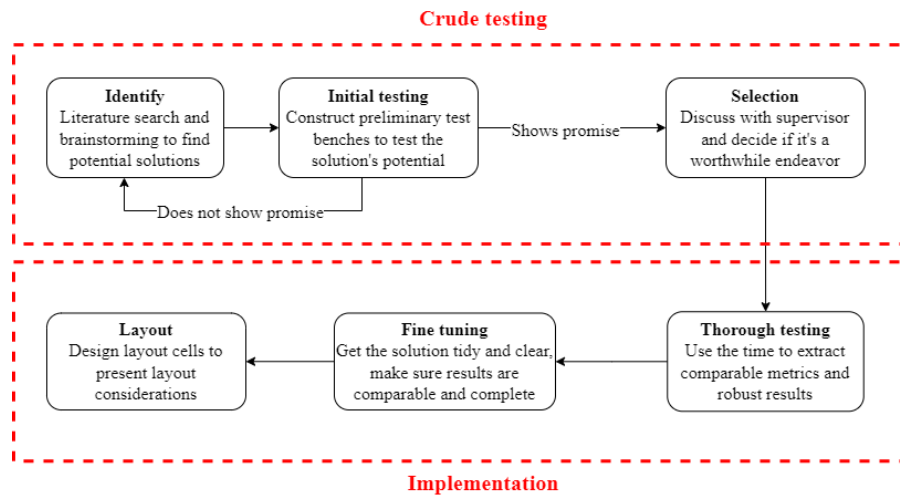 Crude testing
Identify
Literature search and
brainstorming to find
potential solutions
Initial testing
Construct preliminary test
benches to test the
solution's potential
Shows promise
Selection
Discuss with supervisor
and decide if it's a
worthwhile endeavor
Does not show promise
Layout
Design layout cells to
present layout
considerations
Fine tuning
Get the solution tidy and clear,
make sure results are
comparable and complete
Thorough testing
Use the time to extract
comparable metrics and
robust results
Implementation